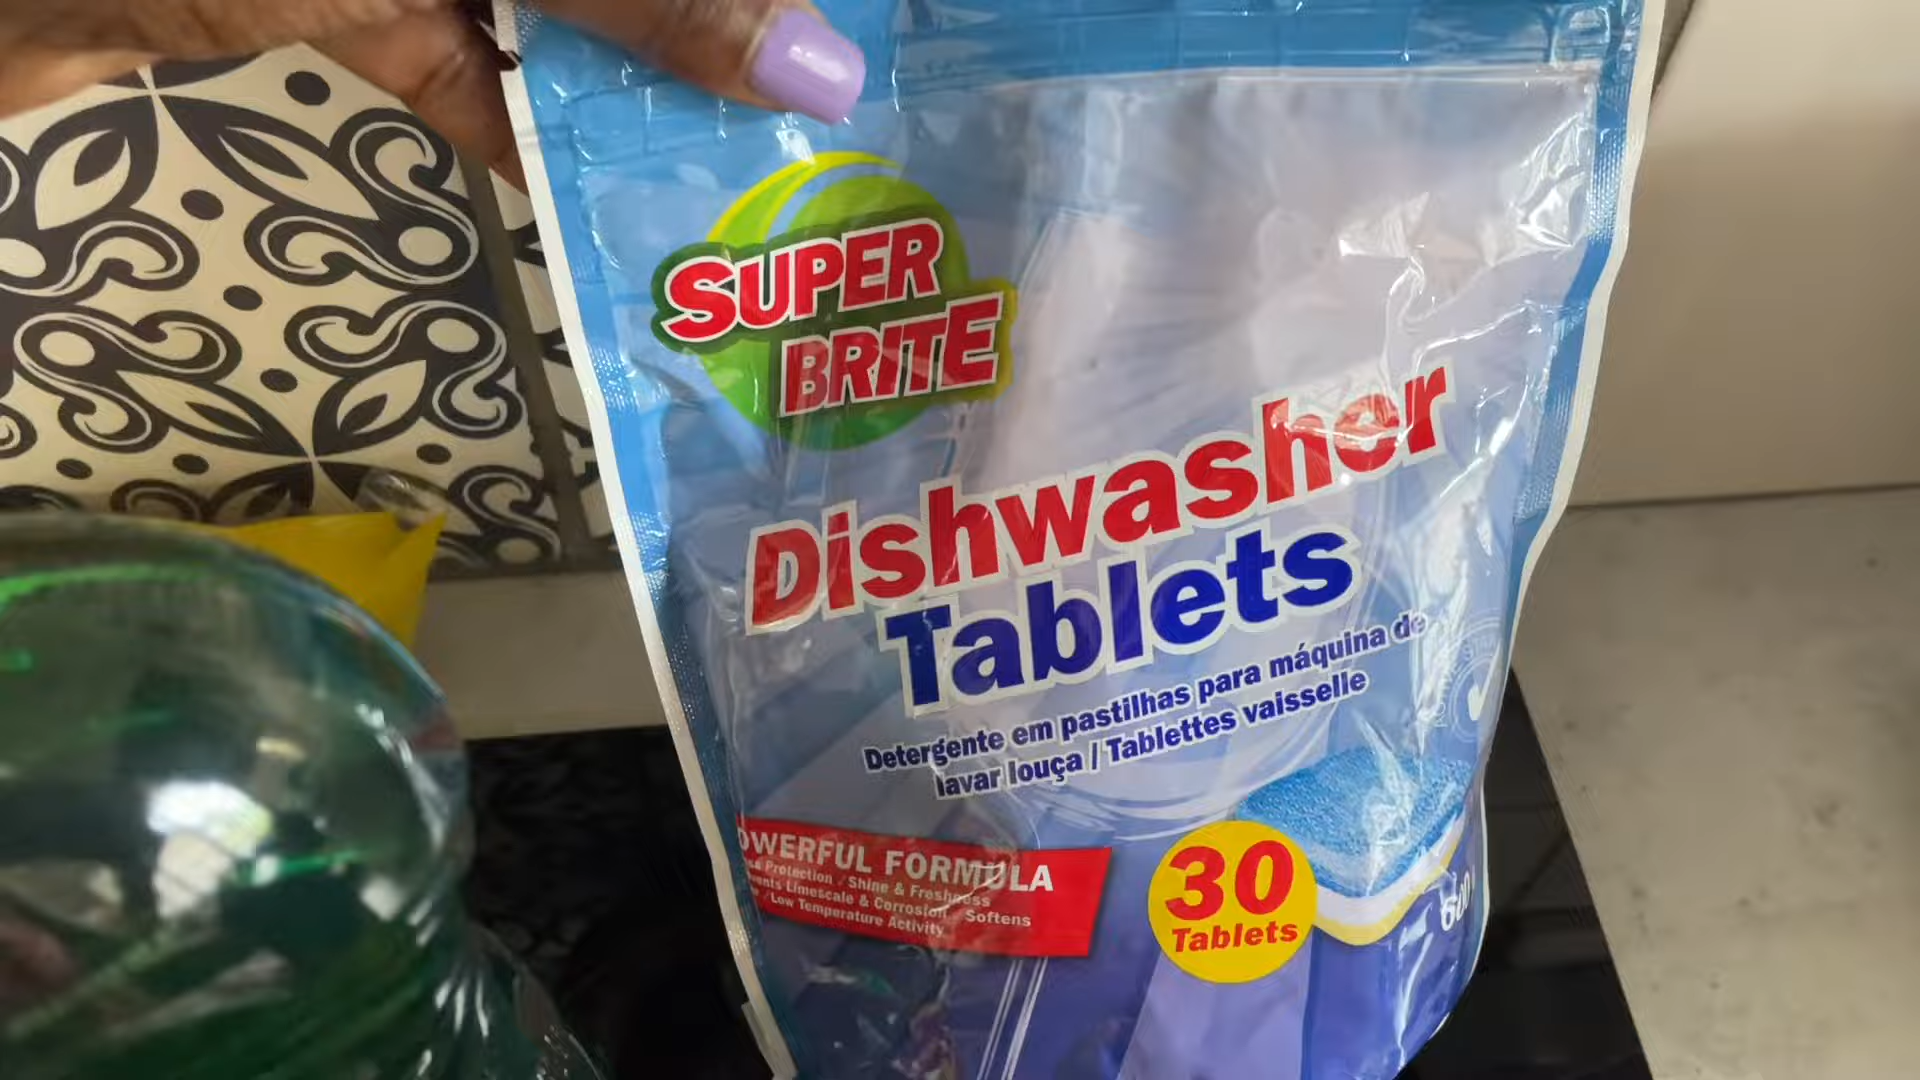 SUPER
BRITE
Dishwasher
Tablets
Detergente em pastilhas para máquina de
lavar louça / Tablettes vaisselle
OWERFUL FORMULA
Protection / Shine & Freshness
Limescale & Corrosion Softens
/ Low Temperature Activity
30
Tablets